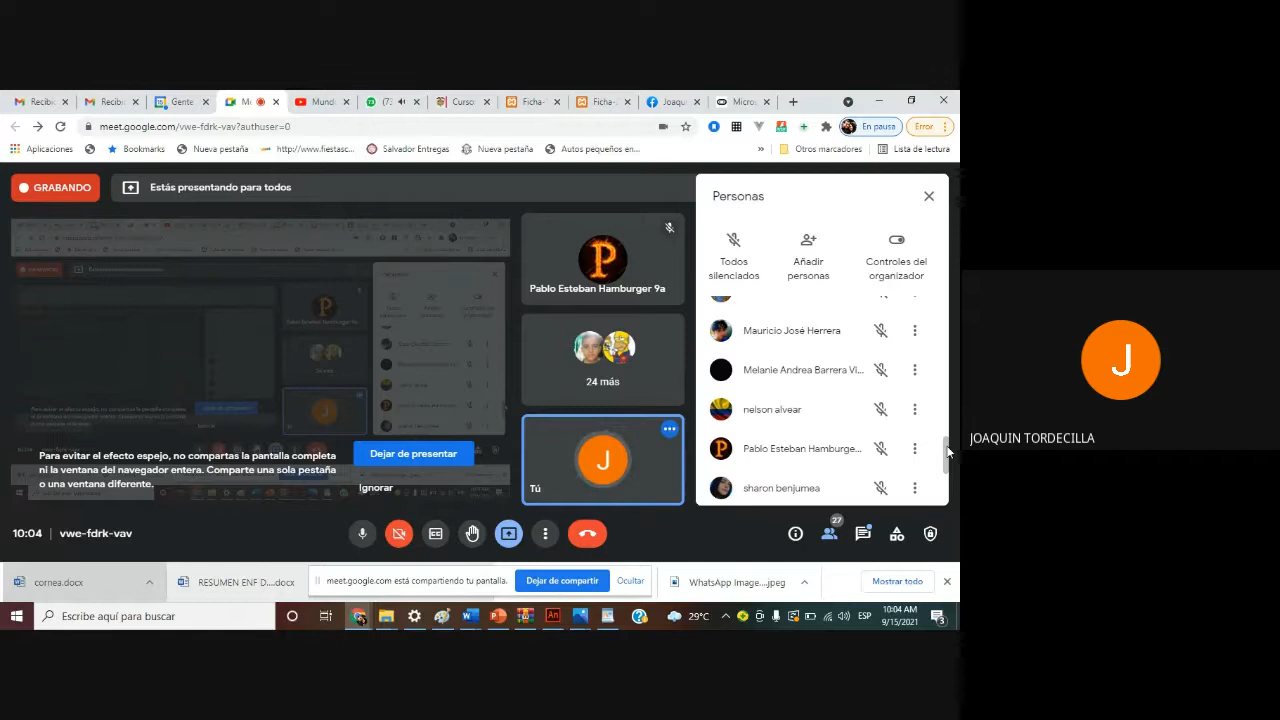 Recibi
Recibi
Gente
M
Mund
(73
Curso
Ficha-
Ficha-
Joaqu
Micro
meet.google.com/vwe-fdrk-vav?authuser=0
En pausa
Error
Aplicaciones
Bookmarks
Nueva pestaña
http://www.fiestasc...
Salvador Entregas
Nueva pestaña
Autos pequeños en...
»
Otros marcadores
Lista de lectura
GRABANDO
Estás presentando para todos
Personas
Todos silenciados
Añadir personas
Controles del organizador
Pablo Esteban Hamburger 9a
24 más
Tú
Mauricio José Herrera
Melanie Andrea Barrera Vi...
nelson alvear
Pablo Esteban Hamburge...
sharon benjumea
Para evitar el efecto espejo, no compartas la pantalla completa
ni la ventana del navegador entera. Comparte una sola pestaña
o una ventana diferente.
Dejar de presentar
Ignorar
JOAQUIN TORDECILLA
J
J
10:04
vwe-fdrk-vav
27
cornea.docx
RESUMEN ENF D....docx
meet.google.com está compartiendo tu pantalla.
Dejar de compartir
Ocultar
WhatsApp Image....jpeg
Mostrar todo
Escribe aquí para buscar
29°C
ESP
10:04 AM
9/15/2021
3